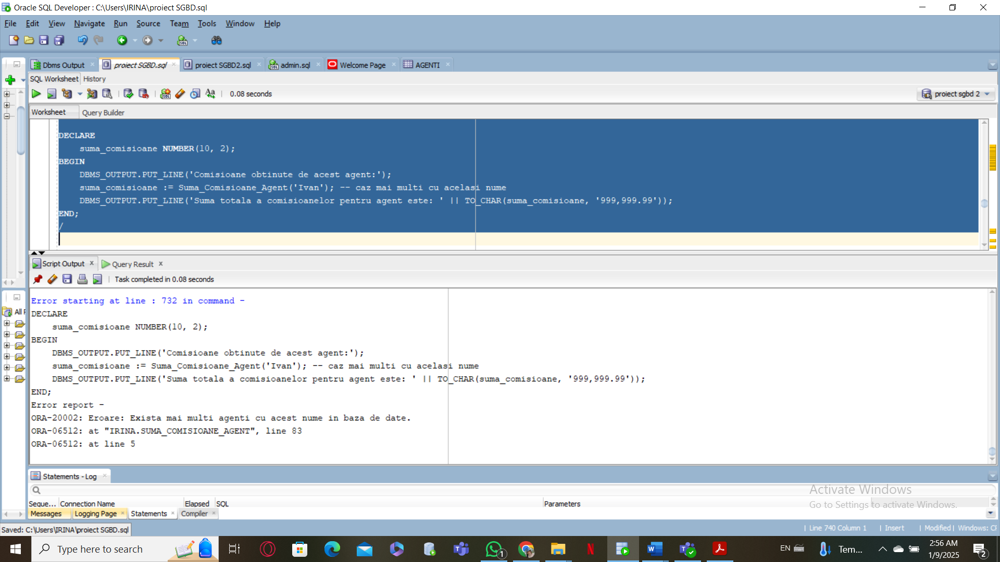 Oracle SQL Developer : C:\Users\IRINA\proiect SGBD.sql
File Edit View Navigate Run Source Team Tools Window Help
Dbms Output proiect SGBD.sql proiect SGBD2.sql admin.sql Welcome Page AGENTI
SQL Worksheet History
0.08 seconds proiect sgbd 2
Worksheet Query Builder
DECLARE
suma_comisioane NUMBER(10, 2);
BEGIN
DBMS_OUTPUT.PUT_LINE('Comisioane obtinute de acest agent:');
suma_comisioane := Suma_Comisioane_Agent('Ivan'); -- caz mai multi cu acelasi nume
DBMS_OUTPUT.PUT_LINE('Suma totala a comisioanelor pentru agent este: ' || TO_CHAR(suma_comisioane, '999,999.99'));
END;
/
Script Output x Query Result x
Task completed in 0.08 seconds
Error starting at line : 732 in command -
DECLARE
suma_comisioane NUMBER(10, 2);
BEGIN
DBMS_OUTPUT.PUT_LINE('Comisioane obtinute de acest agent:');
suma_comisioane := Suma_Comisioane_Agent('Ivan'); -- caz mai multi cu acelasi nume
DBMS_OUTPUT.PUT_LINE('Suma totala a comisioanelor pentru agent este: ' || TO_CHAR(suma_comisioane, '999,999.99'));
END;
Error report -
ORA-20002: Eroare: Exista mai multi agenti cu acest nume in baza de date.
ORA-06512: at "IRINA.SUMA_COMISIOANE_AGENT", line 83
ORA-06512: at line 5
All
Statements - Log
Activate Windows
Go to Settings to activate Windows.
Seque... Connection Name Elapsed SQL Parameters
Messages Logging Page Statements Compiler
Saved: C:\Users\IRINA\proiect SGBD.sql
Line 740 Column 1 | Insert | Modified | Windows:
Type here to search
EN Tem... 2:56 AM
1/9/2025
1
2